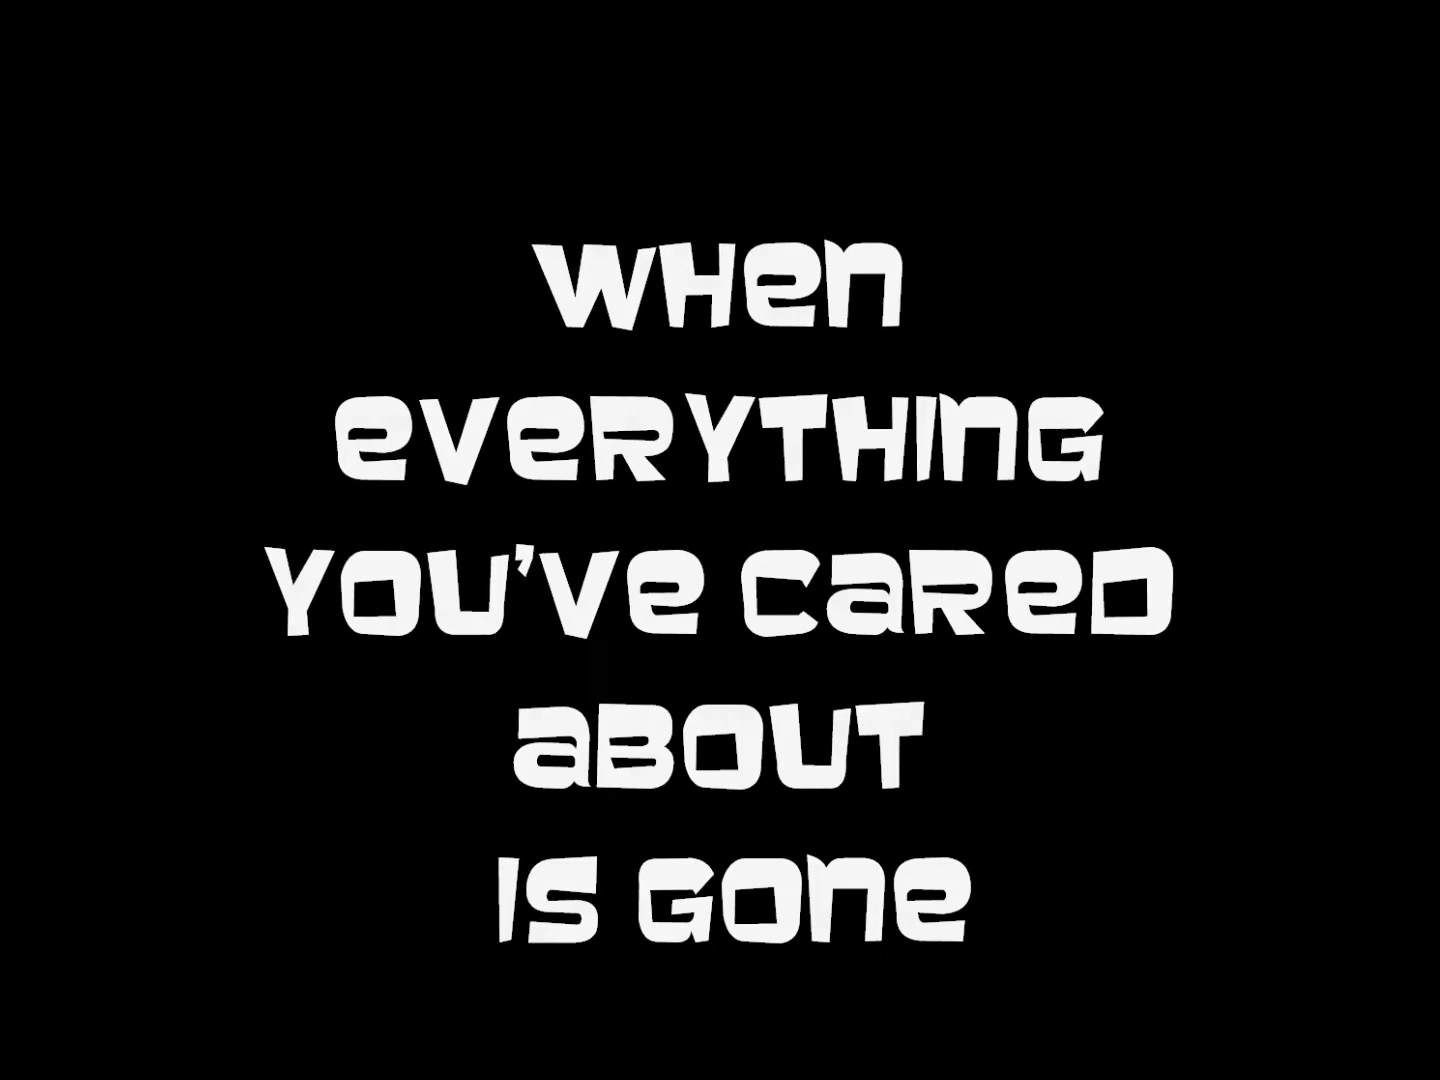 WHEN
EVERYTHING
YOU'VE CARED
ABOUT
IS GONE